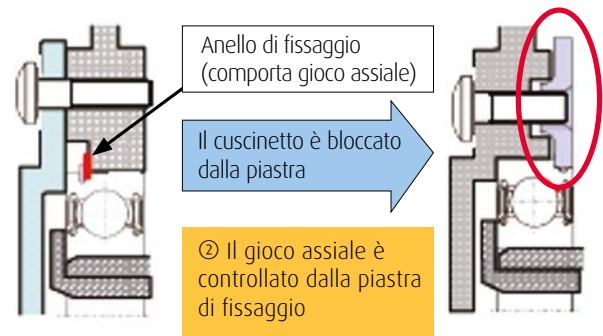 Anello di fissaggio
(comporta gioco assiale)
Il cuscinetto è bloccato
dalla piastra
② Il gioco assiale è
controllato dalla piastra
di fissaggio